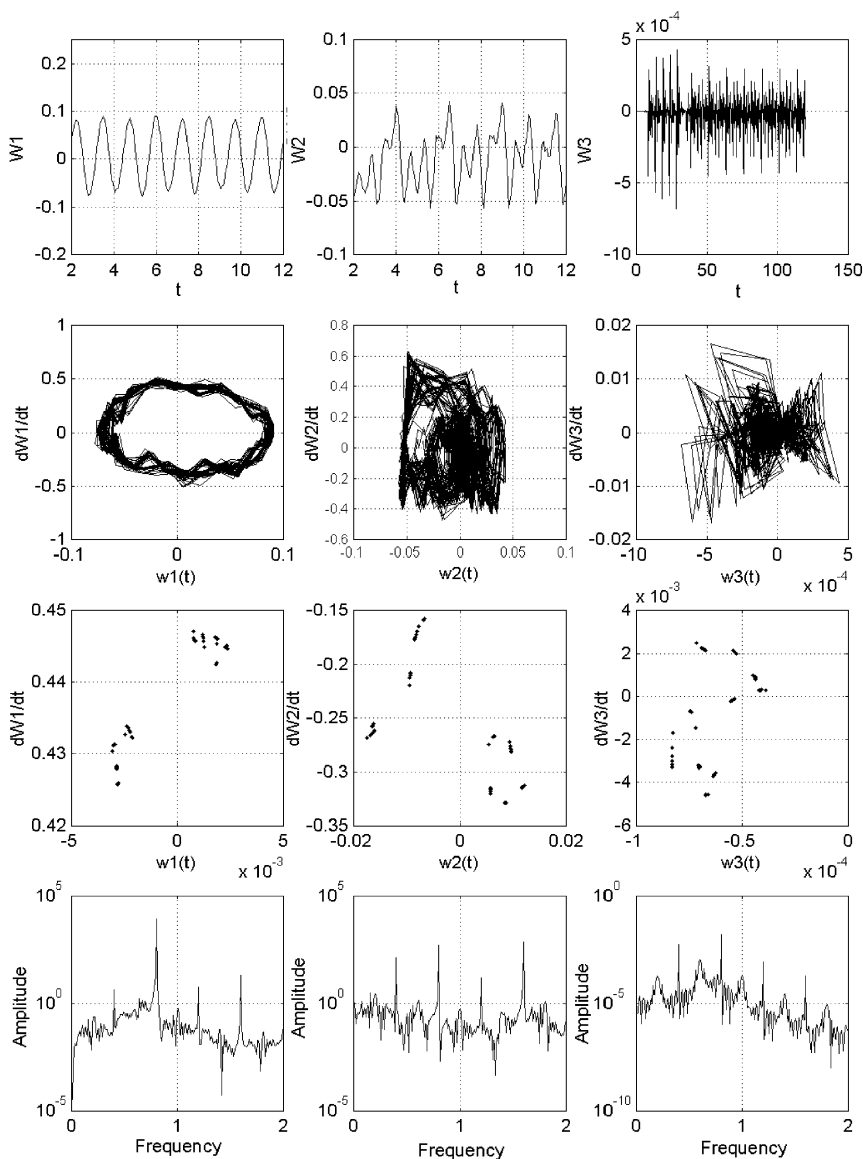 0.2
0.1
0
-0.1
-0.2
W1
2 4 6 8 10 12
t
0.1
0.05
0
-0.05
-0.1
W2
2 4 6 8 10 12
t
x 10^-4
5
0
-5
-10
W3
0 50 100 150
t
1
0.5
0
-0.5
-1
dW1/dt
-0.1 0 0.1
w1(t)
0.8
0.6
0.4
0.2
0
-0.2
-0.4
-0.6
dW2/dt
-0.1 -0.05 0 0.05 0.1
w2(t)
0.02
0.01
0
-0.01
-0.02
dW3/dt
-10 -5 0 5
w3(t)
x 10^-4
0.45
0.44
0.43
0.42
dW1/dt
-5 0 5
w1(t)
x 10^-3
-0.15
-0.2
-0.25
-0.3
-0.35
dW2/dt
-0.02 0 0.02
w2(t)
x 10^-3
4
2
0
-2
-4
-6
dW3/dt
-1 -0.5 0
w3(t)
x 10^-4
10^5
10^0
10^-5
Amplitude
0 1 2
Frequency
10^5
10^0
10^-5
Amplitude
0 1 2
Frequency
10^0
10^-5
10^-10
Amplitude
0 1 2
Frequency